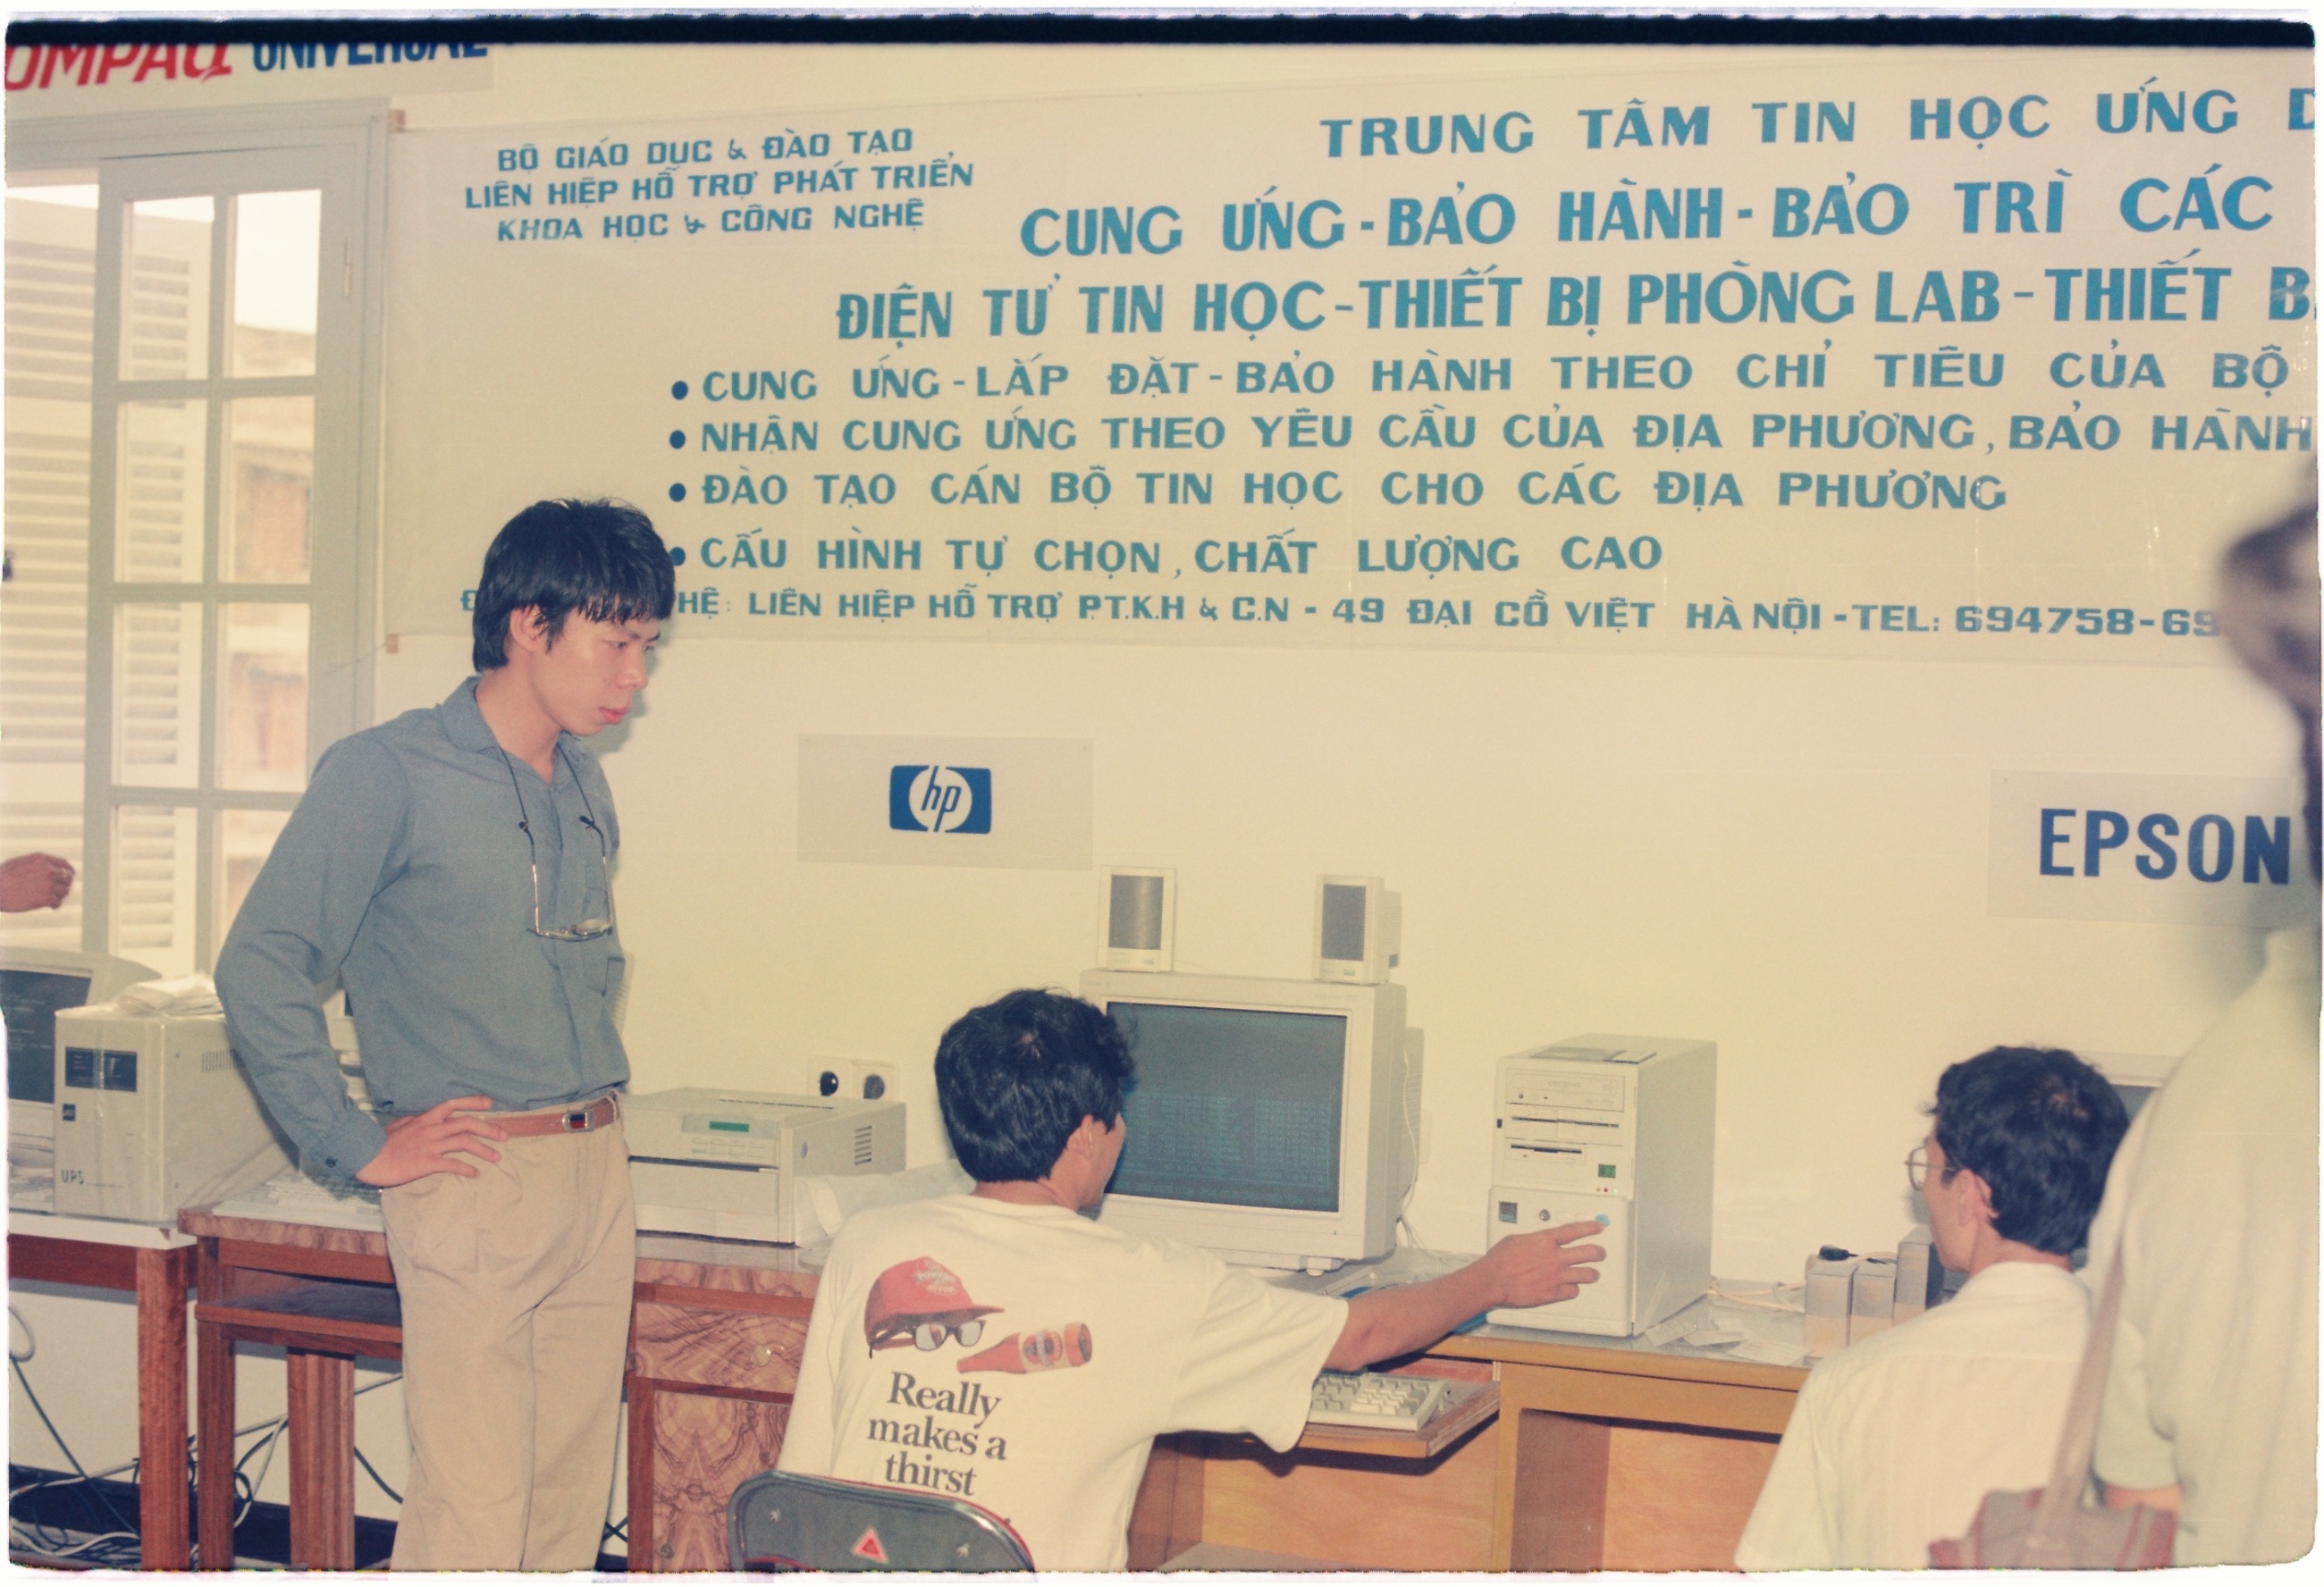 COMPAQ UNIVERSAL
BỘ GIÁO DỤC & ĐÀO TẠO
LIÊN HIỆP HỖ TRỢ PHÁT TRIỂN
KHOA HỌC & CÔNG NGHỆ
TRUNG TÂM TIN HỌC ỨNG
CUNG ỨNG-BẢO HÀNH-BẢO TRÌ CÁC
ĐIỆN TỬ TIN HỌC-THIẾT BỊ PHÒNG LAB-THIẾT B
• CUNG ỨNG-LẮP ĐẶT-BẢO HÀNH THEO CHỈ TIÊU CỦA BỘ
• NHẬN CUNG ỨNG THEO YÊU CẦU CỦA ĐỊA PHƯƠNG, BẢO HÀNH
• ĐÀO TẠO CÁN BỘ TIN HỌC CHO CÁC ĐỊA PHƯƠNG
• CẤU HÌNH TỰ CHỌN, CHẤT LƯỢNG CAO
HỆ: LIÊN HIỆP HỖ TRỢ P.T.K.H & C.N - 49 ĐẠI CỒ VIỆT HÀ NỘI -TEL: 694758-69
hp
EPSON
UPS
Really
makes a
thirst